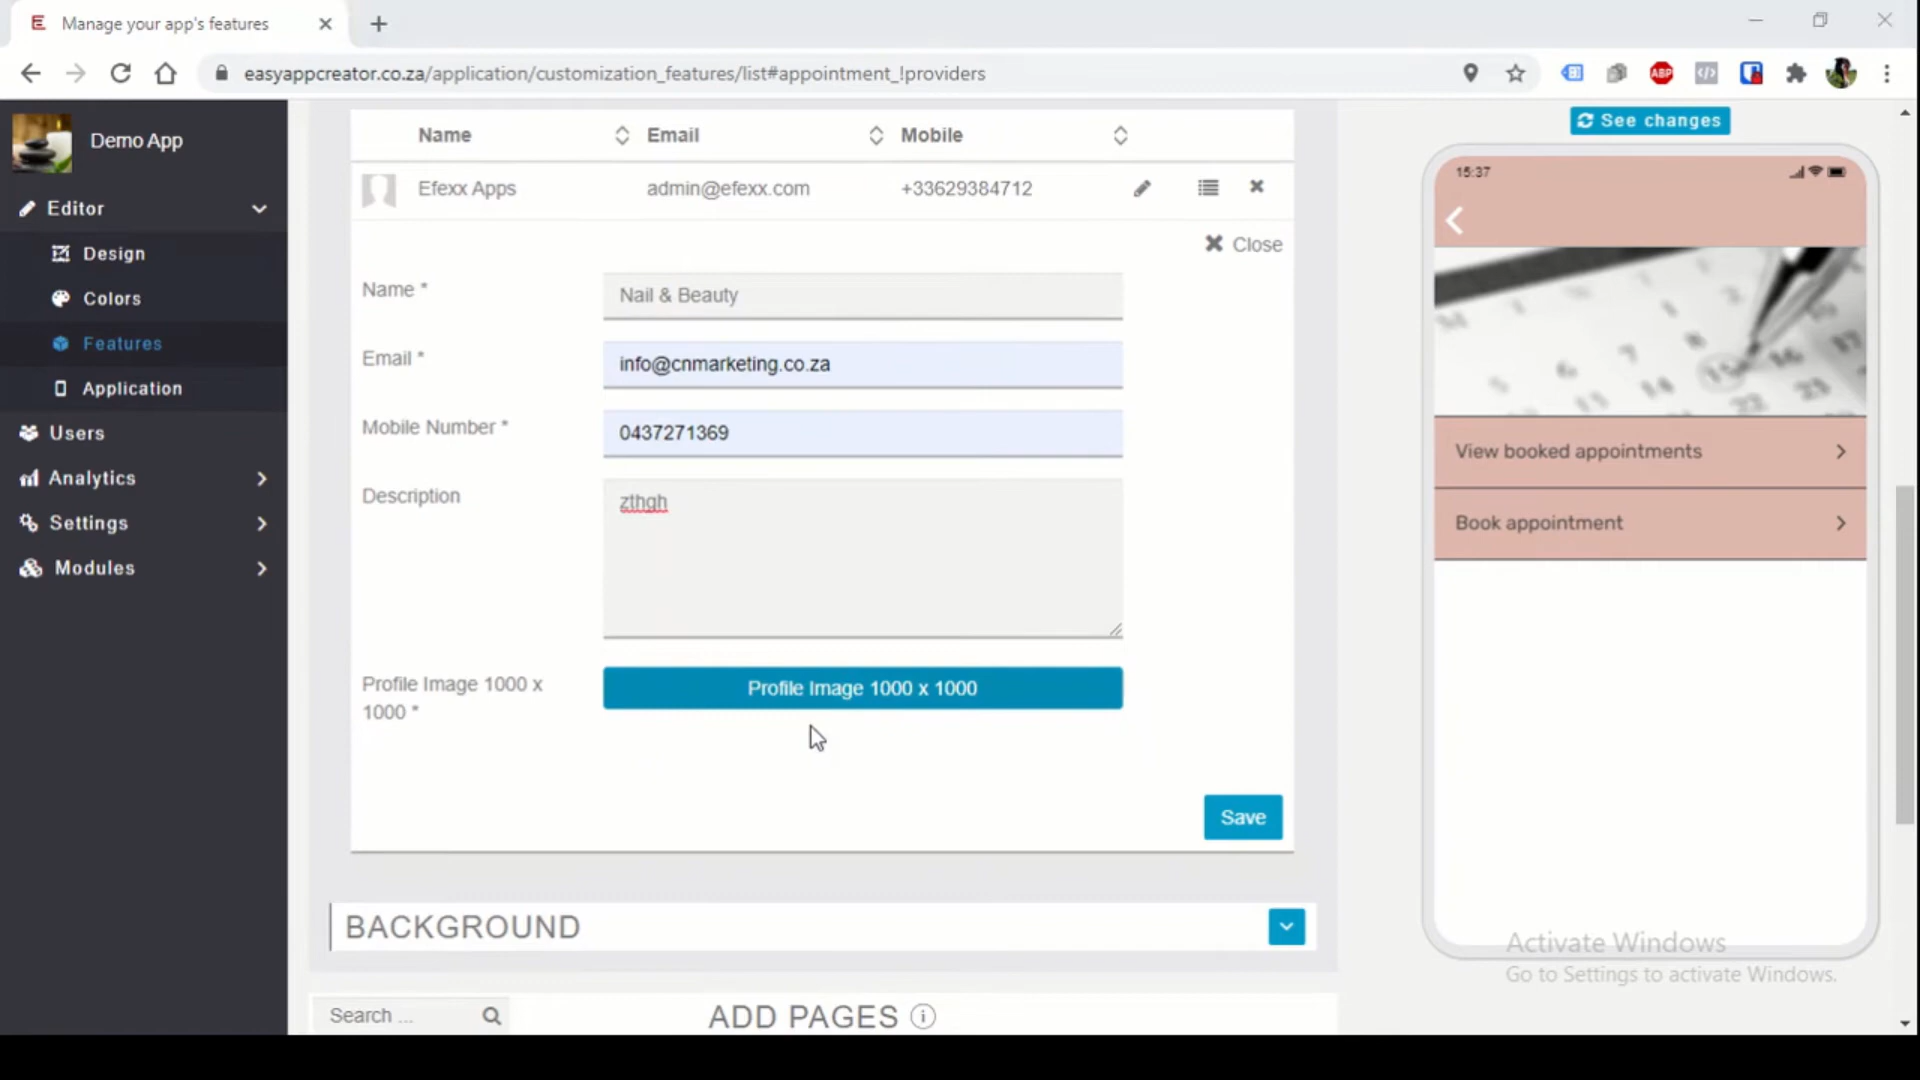 Manage your app's features
easyappcreator.co.za/application/customization_features/list#appointment_!providers
ABP
Demo App
Editor
Design
Colors
Features
Application
Users
Analytics
Settings
Modules
Name
Email
Mobile
Efexx Apps
admin@efexx.com
+33629384712
Close
Name *
Nail & Beauty
Email *
info@cnmarketing.co.za
Mobile Number *
0437271369
Description
zthgh
Profile Image 1000 x
1000 *
Profile Image 1000 x 1000
Save
BACKGROUND
Search ...
ADD PAGES
See changes
15:37
View booked appointments
Book appointment
Activate Windows
Go to Settings to activate Windows.